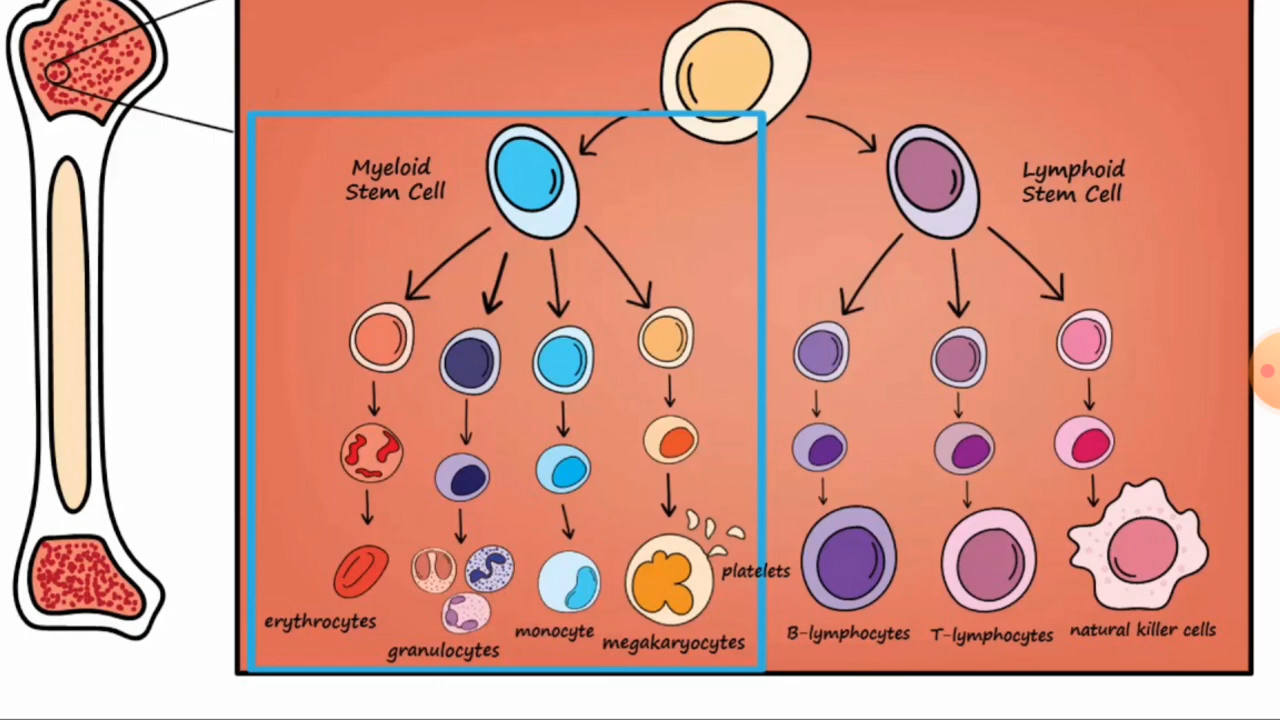 Myeloid
Stem Cell
Lymphoid
Stem Cell
erythrocytes
granulocytes
monocyte
megakaryocytes
platelets
B-lymphocytes
T-lymphocytes
natural killer cells